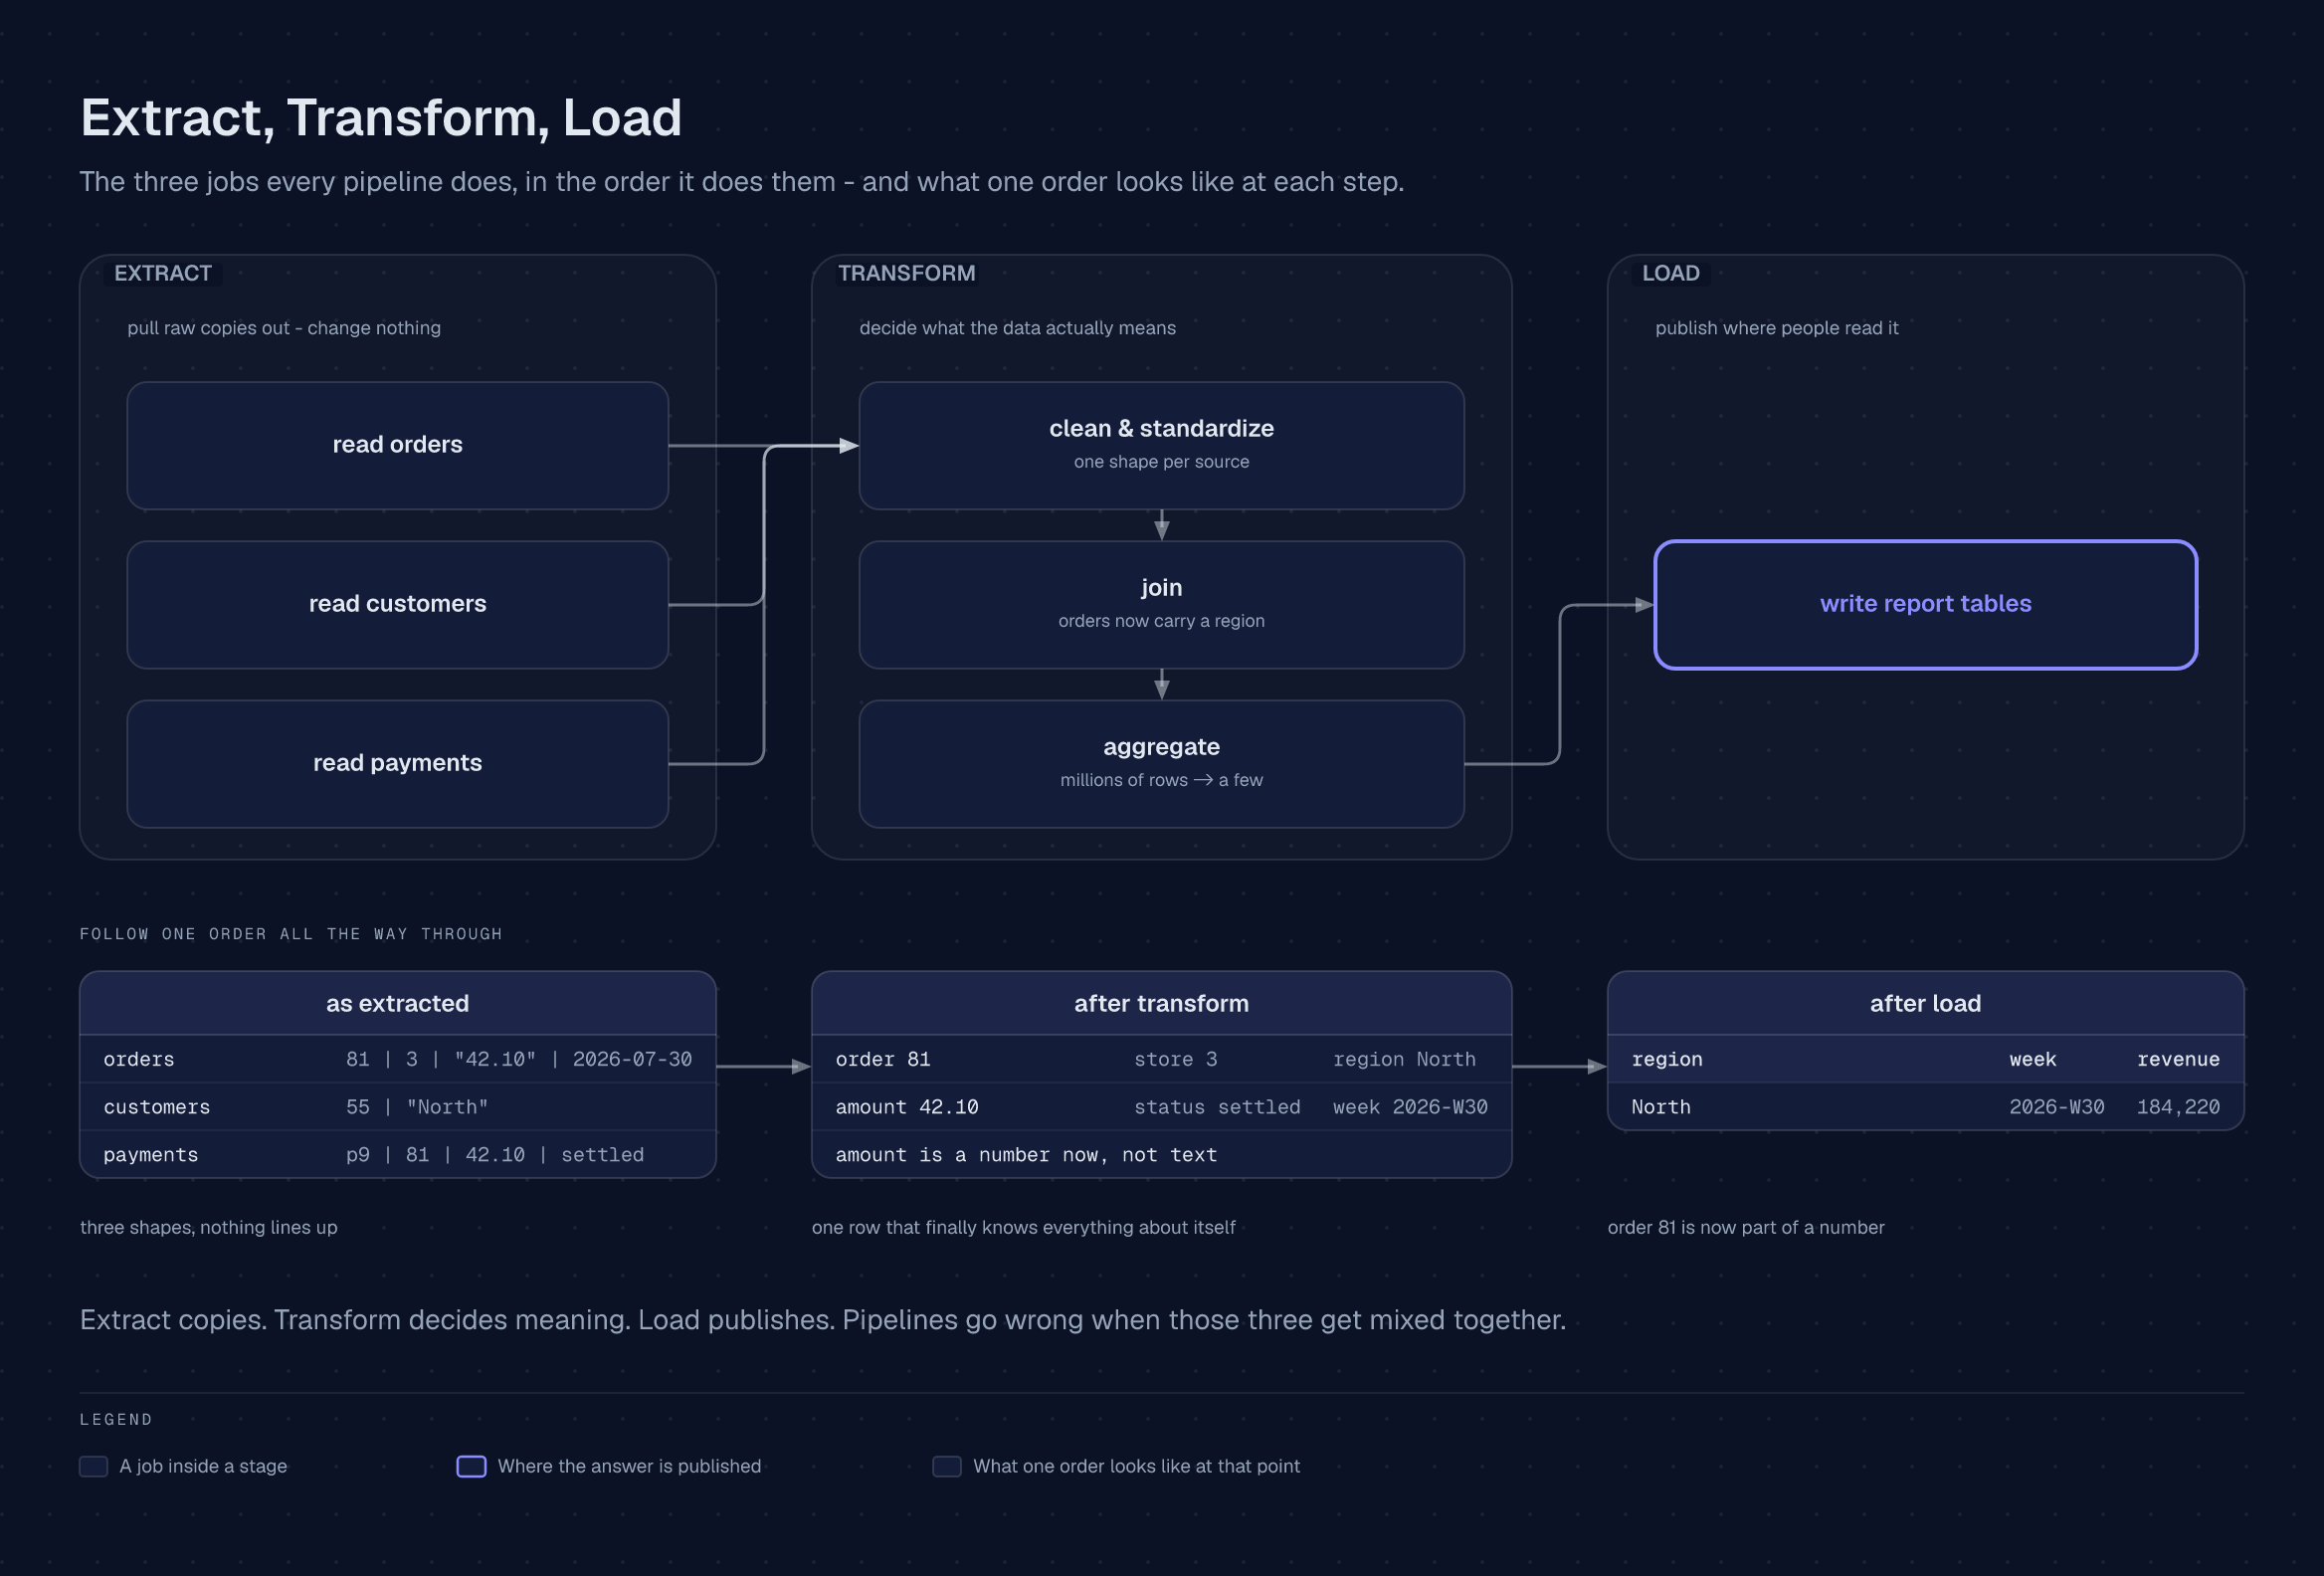 Extract, Transform, Load
The three jobs every pipeline does, in the order it does them - and what one order looks like at each step.
EXTRACT
pull raw copies out - change nothing
read orders
read customers
read payments
TRANSFORM
decide what the data actually means
clean & standardize
one shape per source
join
orders now carry a region
aggregate
millions of rows → a few
LOAD
publish where people read it
write report tables
FOLLOW ONE ORDER ALL THE WAY THROUGH
as extracted
orders 81 | 3 | "42.10" | 2026-07-30
customers 55 | "North"
payments p9 | 81 | 42.10 | settled
three shapes, nothing lines up
after transform
order 81 store 3 region North
amount 42.10 status settled week 2026-W30
amount is a number now, not text
one row that finally knows everything about itself
after load
region week revenue
North 2026-W30 184,220
order 81 is now part of a number
Extract copies. Transform decides meaning. Load publishes. Pipelines go wrong when those three get mixed together.
LEGEND
A job inside a stage
Where the answer is published
What one order looks like at that point